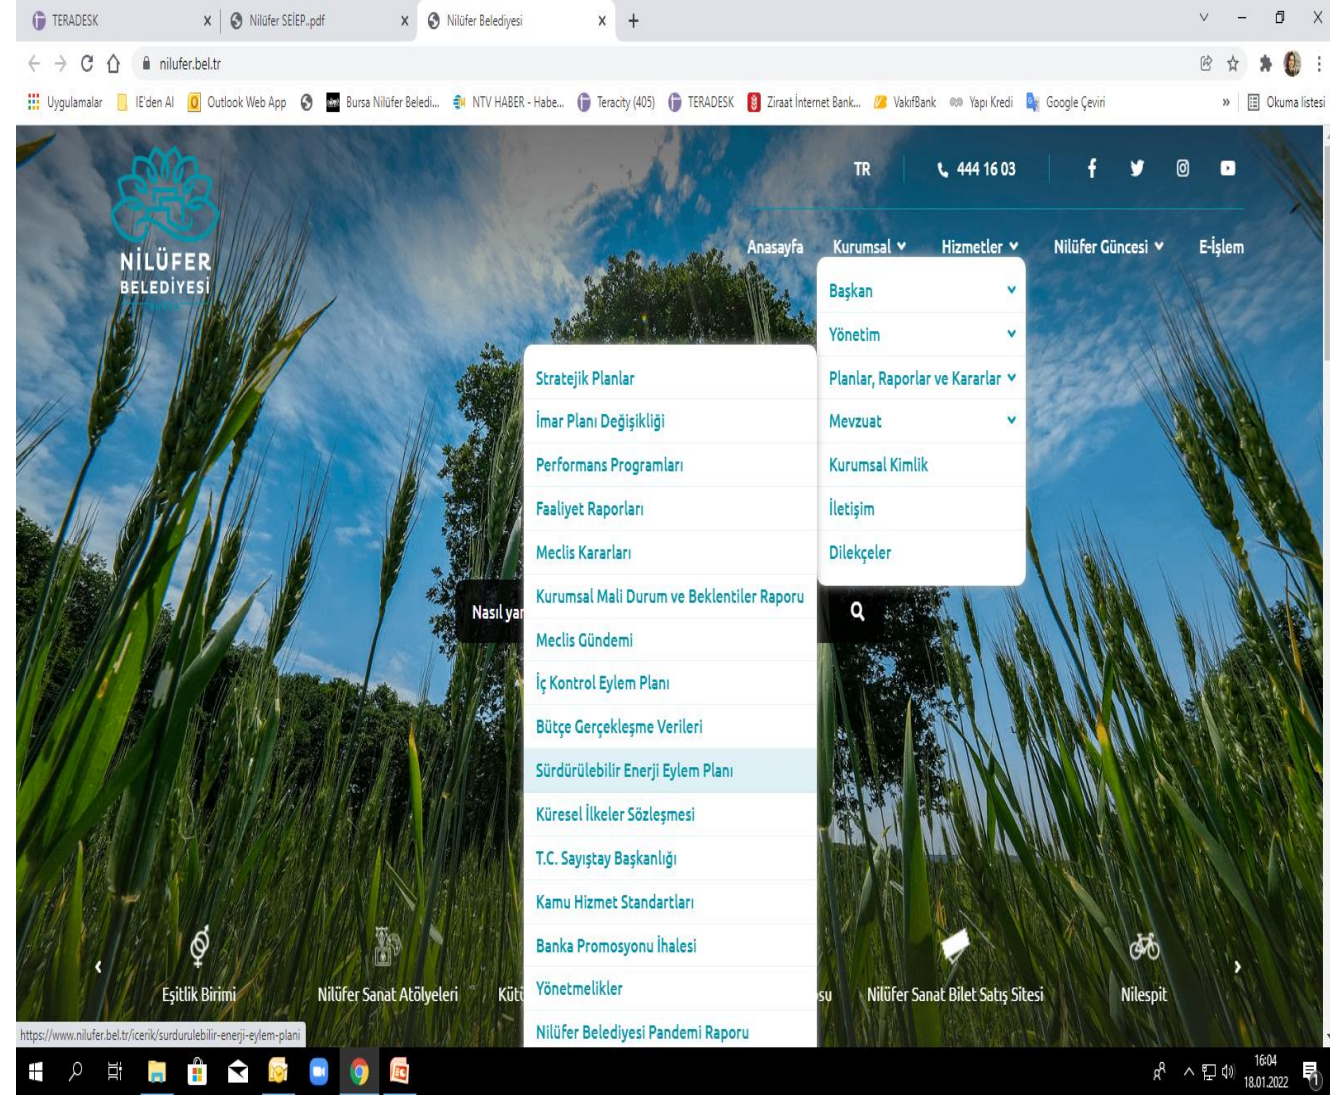 TERADESK
Nilüfer SEİEP..pdf
Nilüfer Belediyesi
nilufer.bel.tr
Uygulamalar
IE'den Al
Outlook Web App
Bursa Nilüfer Beledi...
NTV HABER - Habe...
Teracity (405)
TERADESK
Ziraat İnternet Bank...
VakıfBank
Yapı Kredi
Google Çeviri
»
Okuma listesi
TR
444 16 03
NİLÜFER
BELEDİYESİ
Anasayfa
Kurumsal
Hizmetler
Nilüfer Güncesi
E-İşlem
Başkan
Yönetim
Planlar, Raporlar ve Kararlar
Mevzuat
Kurumsal Kimlik
İletişim
Dilekçeler
Stratejik Planlar
İmar Planı Değişikliği
Performans Programları
Faaliyet Raporları
Meclis Kararları
Kurumsal Mali Durum ve Beklentiler Raporu
Meclis Gündemi
İç Kontrol Eylem Planı
Bütçe Gerçekleşme Verileri
Sürdürülebilir Enerji Eylem Planı
Küresel İlkeler Sözleşmesi
T.C. Sayıştay Başkanlığı
Kamu Hizmet Standartları
Banka Promosyonu İhalesi
Yönetmelikler
Nilüfer Belediyesi Pandemi Raporu
Nasıl yar
Eşitlik Birimi
Nilüfer Sanat Atölyeleri
Kütü
su
Nilüfer Sanat Bilet Satış Sitesi
Nilespit
https://www.nilufer.bel.tr/icerik/surdurulebilir-enerji-eylem-plani
16:04
18.01.2022
1